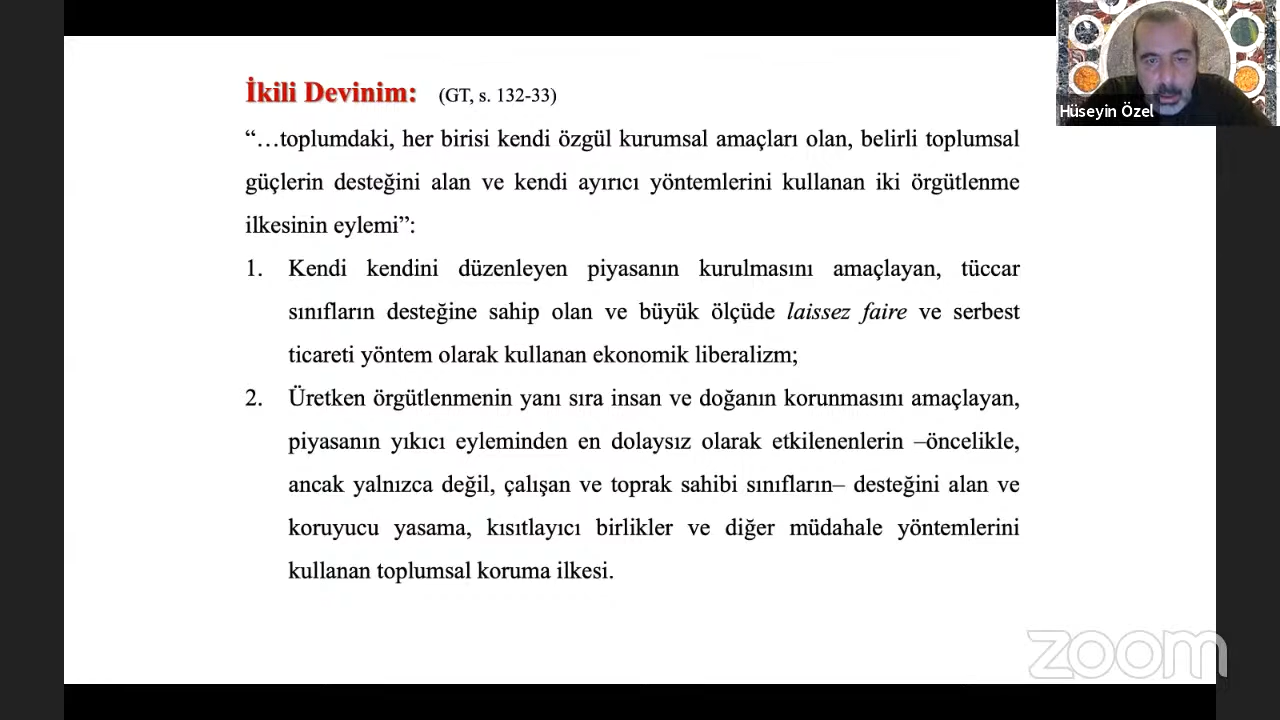 İkili Devinim: (GT, s. 132-33)
“…toplumdaki, her birisi kendi özgül kurumsal amaçları olan, belirli toplumsal
güçlerin desteğini alan ve kendi ayırıcı yöntemlerini kullanan iki örgütlenme
ilkesinin eylemi”:
1. Kendi kendini düzenleyen piyasanın kurulmasını amaçlayan, tüccar
sınıfların desteğine sahip olan ve büyük ölçüde laissez faire ve serbest
ticareti yöntem olarak kullanan ekonomik liberalizm;
2. Üretken örgütlenmenin yanı sıra insan ve doğanın korunmasını amaçlayan,
piyasanın yıkıcı eyleminden en dolaysız olarak etkilenenlerin –öncelikle,
ancak yalnızca değil, çalışan ve toprak sahibi sınıfların– desteğini alan ve
koruyucu yasama, kısıtlayıcı birlikler ve diğer müdahale yöntemlerini
kullanan toplumsal koruma ilkesi.
Hüseyin Özel
zoom